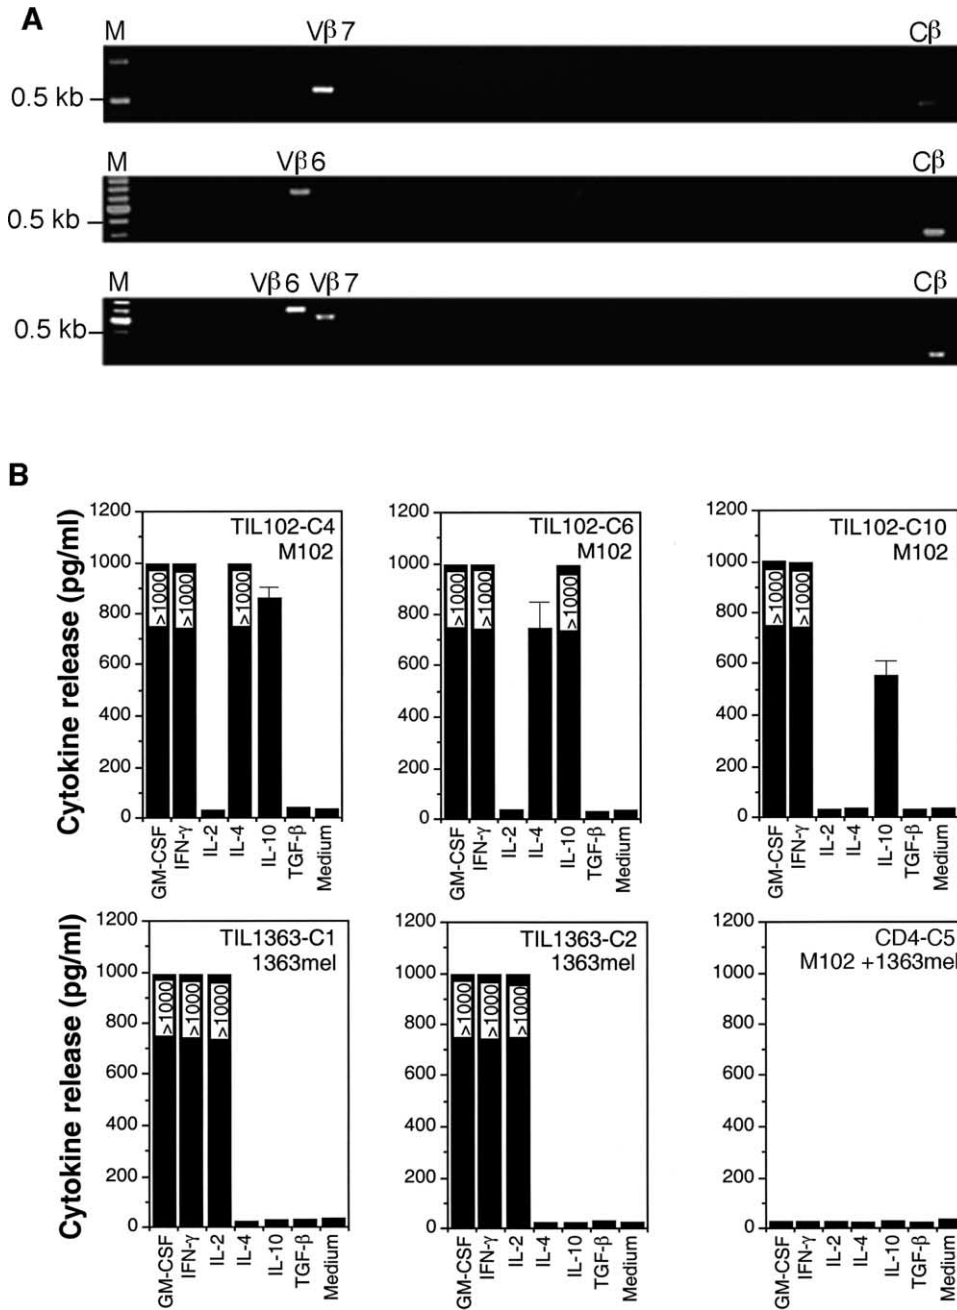 A
M Vβ7 Cβ
0.5 kb
M Vβ6 Cβ
0.5 kb
M Vβ6 Vβ7 Cβ
0.5 kb
B
Cytokine release (pg/ml)
1200
1000
800
600
400
200
0
TIL102-C4
M102
>1000
>1000
>1000
GM-CSF
IFN-γ
IL-2
IL-4
IL-10
TGF-β
Medium
1200
1000
800
600
400
200
0
TIL102-C6
M102
>1000
>1000
>1000
GM-CSF
IFN-γ
IL-2
IL-4
IL-10
TGF-β
Medium
1200
1000
800
600
400
200
0
TIL102-C10
M102
>1000
>1000
GM-CSF
IFN-γ
IL-2
IL-4
IL-10
TGF-β
Medium
Cytokine release (pg/ml)
1200
1000
800
600
400
200
0
TIL1363-C1
1363mel
>1000
>1000
>1000
GM-CSF
IFN-γ
IL-2
IL-4
IL-10
TGF-β
Medium
1200
1000
800
600
400
200
0
TIL1363-C2
1363mel
>1000
>1000
>1000
GM-CSF
IFN-γ
IL-2
IL-4
IL-10
TGF-β
Medium
1200
1000
800
600
400
200
0
CD4-C5
M102 +1363mel
GM-CSF
IFN-γ
IL-2
IL-4
IL-10
TGF-β
Medium